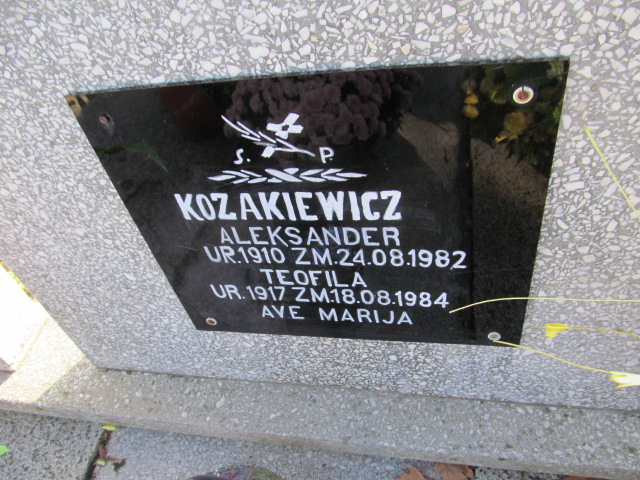 Ś. P.
KOZAKIEWICZ
ALEKSANDER
UR.1910 ZM.24.08.1982
TEOFILA
UR.1917 ZM.18.08.1984
AVE MARIJA